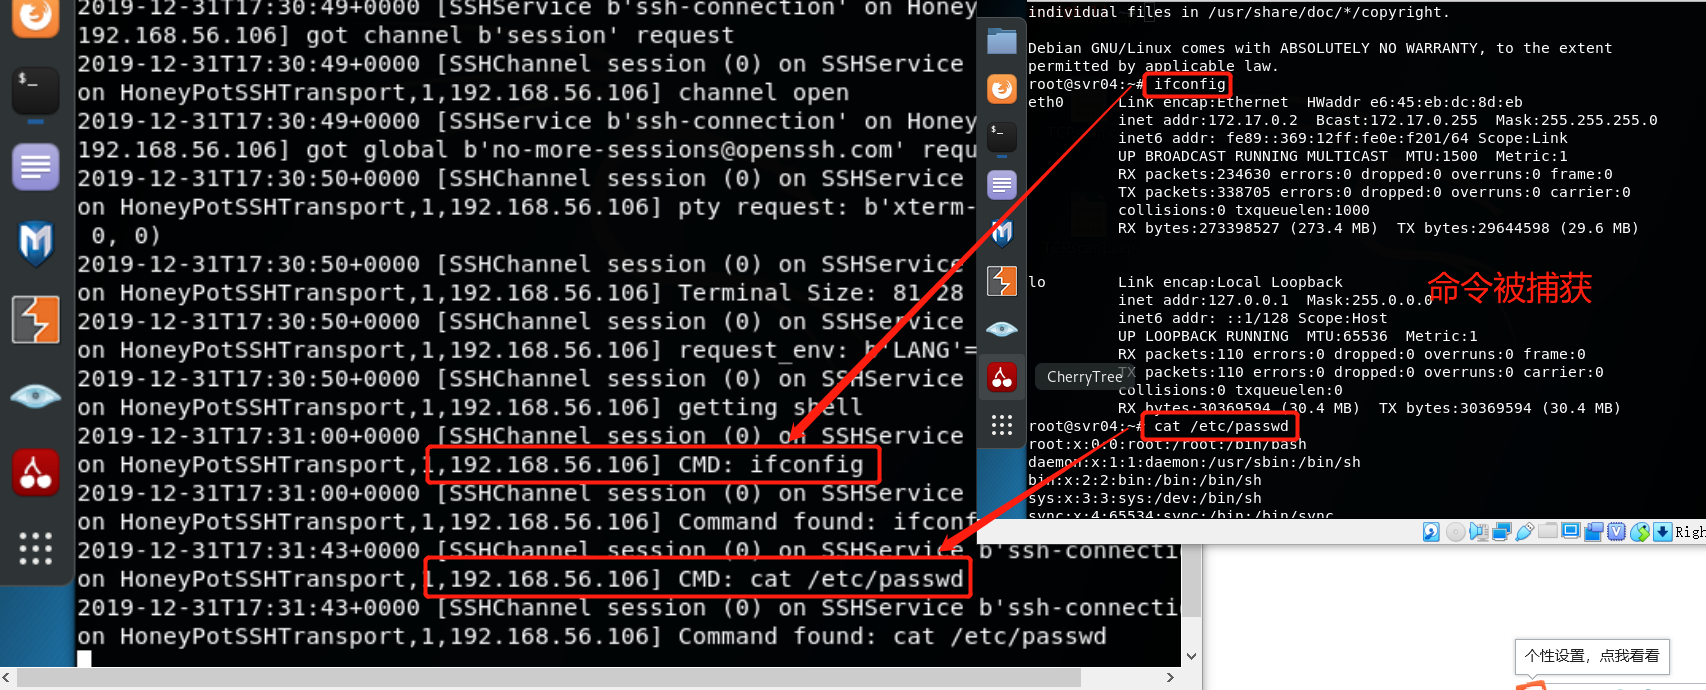 2019-12-31T17:30:49+0000 [SSHService b'ssh-connection' on Honey
192.168.56.106] got channel b'session' request
2019-12-31T17:30:49+0000 [SSHChannel session (0) on SSHService
on HoneyPotSSHTransport,1,192.168.56.106] channel open
2019-12-31T17:30:49+0000 [SSHService b'ssh-connection' on Honey
192.168.56.106] got global b'no-more-sessions@openssh.com' requ
2019-12-31T17:30:50+0000 [SSHChannel session (0) on SSHService
on HoneyPotSSHTransport,1,192.168.56.106] pty request: b'xterm-
0, 0)
2019-12-31T17:30:50+0000 [SSHChannel session (0) on SSHService
on HoneyPotSSHTransport,1,192.168.56.106] Terminal Size: 81 28
2019-12-31T17:30:50+0000 [SSHChannel session (0) on SSHService
on HoneyPotSSHTransport,1,192.168.56.106] request_env: b'LANG'=
2019-12-31T17:30:50+0000 [SSHChannel session (0) on SSHService
on HoneyPotSSHTransport,1,192.168.56.106] getting shell
2019-12-31T17:31:00+0000 [SSHChannel session (0) on SSHService
on HoneyPotSSHTransport,1,192.168.56.106] CMD: ifconfig
2019-12-31T17:31:00+0000 [SSHChannel session (0) on SSHService
on HoneyPotSSHTransport,1,192.168.56.106] Command found: ifconf
2019-12-31T17:31:43+0000 [SSHChannel session (0) on SSHService b'ssh-connecti
on HoneyPotSSHTransport,1,192.168.56.106] CMD: cat /etc/passwd
2019-12-31T17:31:43+0000 [SSHChannel session (0) on SSHService b'ssh-connecti
on HoneyPotSSHTransport,1,192.168.56.106] Command found: cat /etc/passwd
individual files in /usr/share/doc/*/copyright.
Debian GNU/Linux comes with ABSOLUTELY NO WARRANTY, to the extent
permitted by applicable law.
root@svr04:~# ifconfig
eth0 Link encap:Ethernet HWaddr e6:45:eb:dc:8d:eb
inet addr:172.17.0.2 Bcast:172.17.0.255 Mask:255.255.255.0
inet6 addr: fe89::369:12ff:fe0e:f201/64 Scope:Link
UP BROADCAST RUNNING MULTICAST MTU:1500 Metric:1
RX packets:234630 errors:0 dropped:0 overruns:0 frame:0
TX packets:338705 errors:0 dropped:0 overruns:0 carrier:0
collisions:0 txqueuelen:1000
RX bytes:273398527 (273.4 MB) TX bytes:29644598 (29.6 MB)
lo Link encap:Local Loopback
inet addr:127.0.0.1 Mask:255.0.0.0
命令被捕获
inet6 addr: ::1/128 Scope:Host
UP LOOPBACK RUNNING MTU:65536 Metric:1
RX packets:110 errors:0 dropped:0 overruns:0 frame:0
CherryTree
TX packets:110 errors:0 dropped:0 overruns:0 carrier:0
collisions:0 txqueuelen:0
RX bytes:30369594 (30.4 MB) TX bytes:30369594 (30.4 MB)
root@svr04:~# cat /etc/passwd
root:x:0:0:root:/root:/bin/bash
daemon:x:1:1:daemon:/usr/sbin:/bin/sh
bin:x:2:2:bin:/bin:/bin/sh
sys:x:3:3:sys:/dev:/bin/sh
sync:x:4:65534:sync:/bin:/bin/sync
Righ
个性设置，点我看看